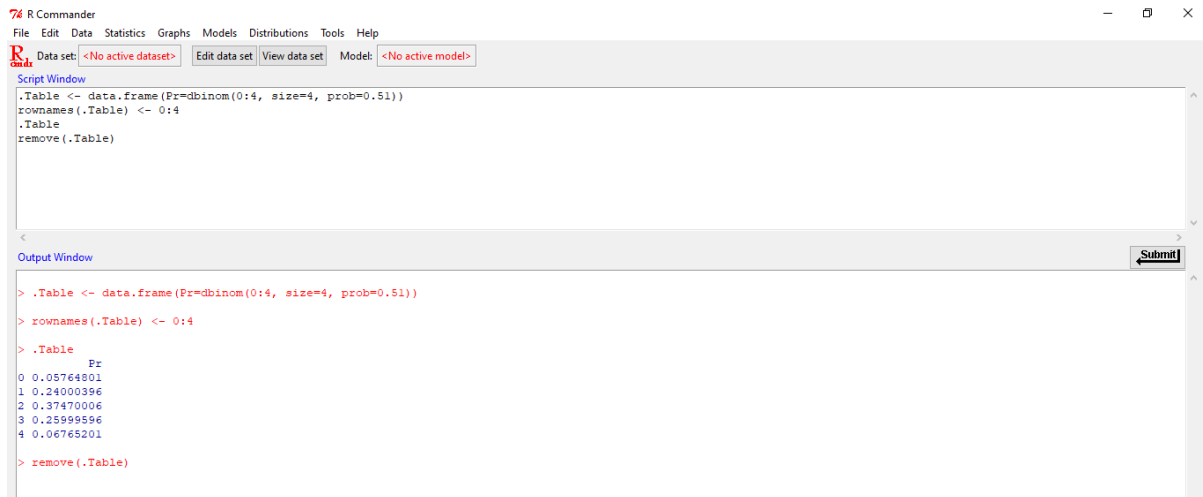 R Commander
File Edit Data Statistics Graphs Models Distributions Tools Help
R cmdr Data set: <No active dataset> Edit data set View data set Model: <No active model>
Script Window
.Table <- data.frame(Pr=dbinom(0:4, size=4, prob=0.51))
rownames(.Table) <- 0:4
.Table
remove(.Table)
Output Window
Submit
> .Table <- data.frame(Pr=dbinom(0:4, size=4, prob=0.51))
> rownames(.Table) <- 0:4
> .Table
Pr
0 0.05764801
1 0.24000396
2 0.37470006
3 0.25999596
4 0.06765201
> remove(.Table)